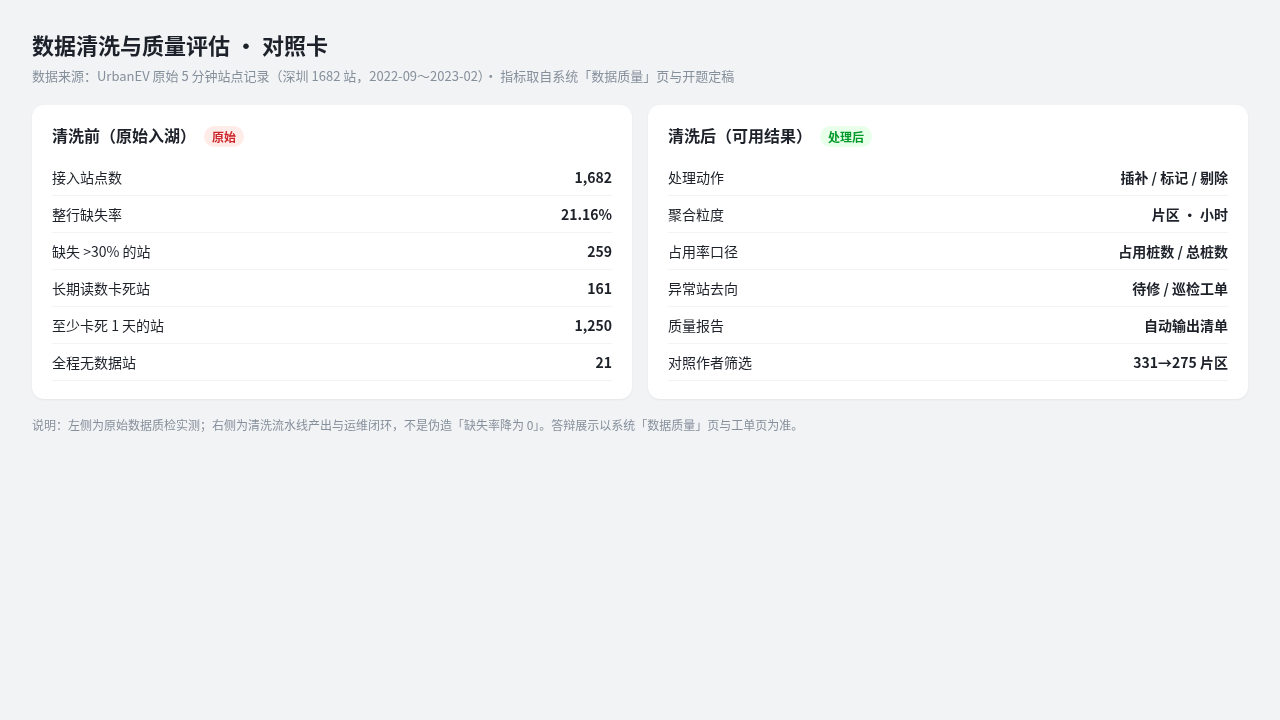 数据清洗与质量评估 · 对照卡
数据来源：UrbanEV 原始 5 分钟站点记录（深圳 1682 站，2022-09～2023-02）· 指标取自系统「数据质量」页与开题定稿
清洗前（原始入湖） 原始
接入站点数 1,682
整行缺失率 21.16%
缺失 >30% 的站 259
长期读数卡死站 161
至少卡死 1 天的站 1,250
全程无数据站 21
清洗后（可用结果） 处理后
处理动作 插补 / 标记 / 剔除
聚合粒度 片区 · 小时
占用率口径 占用桩数 / 总桩数
异常站去向 待修 / 巡检工单
质量报告 自动输出清单
对照作者筛选 331→275 片区
说明：左侧为原始数据质检实测；右侧为清洗流水线产出与运维闭环，不是伪造「缺失率降为 0」。答辩展示以系统「数据质量」页与工单页为准。